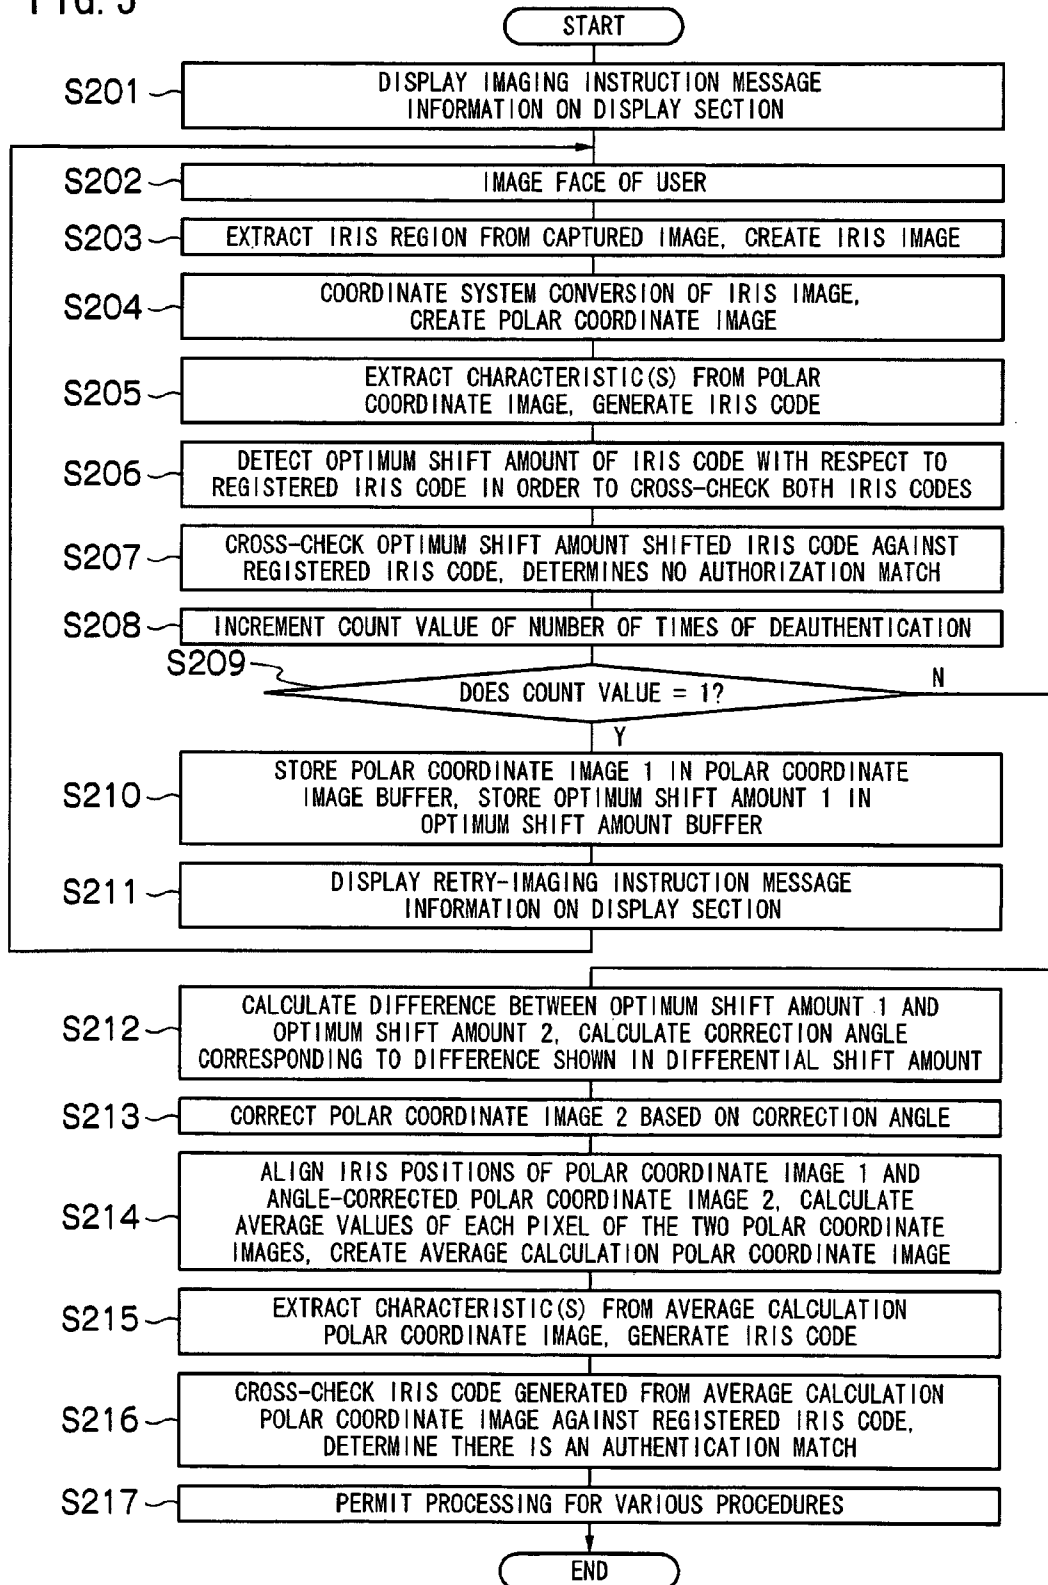 FIG. 5
START
S201
DISPLAY IMAGING INSTRUCTION MESSAGE
INFORMATION ON DISPLAY SECTION
S202
IMAGE FACE OF USER
S203
EXTRACT IRIS REGION FROM CAPTURED IMAGE, CREATE IRIS IMAGE
S204
COORDINATE SYSTEM CONVERSION OF IRIS IMAGE,
CREATE POLAR COORDINATE IMAGE
S205
EXTRACT CHARACTERISTIC(S) FROM POLAR
COORDINATE IMAGE, GENERATE IRIS CODE
S206
DETECT OPTIMUM SHIFT AMOUNT OF IRIS CODE WITH RESPECT TO
REGISTERED IRIS CODE IN ORDER TO CROSS-CHECK BOTH IRIS CODES
S207
CROSS-CHECK OPTIMUM SHIFT AMOUNT SHIFTED IRIS CODE AGAINST
REGISTERED IRIS CODE, DETERMINES NO AUTHORIZATION MATCH
S208
INCREMENT COUNT VALUE OF NUMBER OF TIMES OF DEAUTHENTICATION
S209
DOES COUNT VALUE = 1?
N
Y
S210
STORE POLAR COORDINATE IMAGE 1 IN POLAR COORDINATE
IMAGE BUFFER, STORE OPTIMUM SHIFT AMOUNT 1 IN
OPTIMUM SHIFT AMOUNT BUFFER
S211
DISPLAY RETRY-IMAGING INSTRUCTION MESSAGE
INFORMATION ON DISPLAY SECTION
S212
CALCULATE DIFFERENCE BETWEEN OPTIMUM SHIFT AMOUNT 1 AND
OPTIMUM SHIFT AMOUNT 2, CALCULATE CORRECTION ANGLE
CORRESPONDING TO DIFFERENCE SHOWN IN DIFFERENTIAL SHIFT AMOUNT
S213
CORRECT POLAR COORDINATE IMAGE 2 BASED ON CORRECTION ANGLE
S214
ALIGN IRIS POSITIONS OF POLAR COORDINATE IMAGE 1 AND
ANGLE-CORRECTED POLAR COORDINATE IMAGE 2, CALCULATE
AVERAGE VALUES OF EACH PIXEL OF THE TWO POLAR COORDINATE
IMAGES, CREATE AVERAGE CALCULATION POLAR COORDINATE IMAGE
S215
EXTRACT CHARACTERISTIC(S) FROM AVERAGE CALCULATION
POLAR COORDINATE IMAGE, GENERATE IRIS CODE
S216
CROSS-CHECK IRIS CODE GENERATED FROM AVERAGE CALCULATION
POLAR COORDINATE IMAGE AGAINST REGISTERED IRIS CODE,
DETERMINE THERE IS AN AUTHENTICATION MATCH
S217
PERMIT PROCESSING FOR VARIOUS PROCEDURES
END